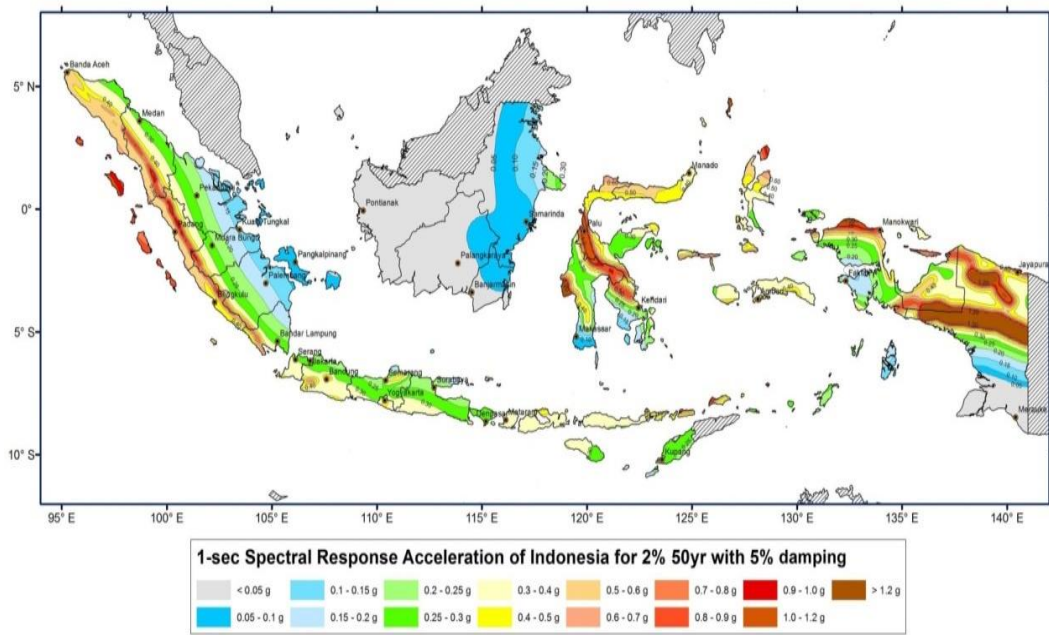 Banda Aceh
5° N
Medan
Manado
0°
Pontianak
Samarinda
Palu
Manokwari
Padang
Kuala Tungkal
Muara Bungo
Pangkalpinang
Palangkaraya
Jayapura
Palembang
Banjarmasin
Bengkulu
Kendari
5° S
Bandar Lampung
Makassar
Serang
Jakarta
Bandung
Semarang
Surabaya
Yogyakarta
Denpasar
Mataram
Merauke
10° S
Kupang
95° E 100° E 105° E 110° E 115° E 120° E 125° E 130° E 135° E 140° E
1-sec Spectral Response Acceleration of Indonesia for 2% 50yr with 5% damping
< 0.05 g 0.1 - 0.15 g 0.2 - 0.25 g 0.3 - 0.4 g 0.5 - 0.6 g 0.7 - 0.8 g 0.9 - 1.0 g > 1.2 g
0.05 - 0.1 g 0.15 - 0.2 g 0.25 - 0.3 g 0.4 - 0.5 g 0.6 - 0.7 g 0.8 - 0.9 g 1.0 - 1.2 g